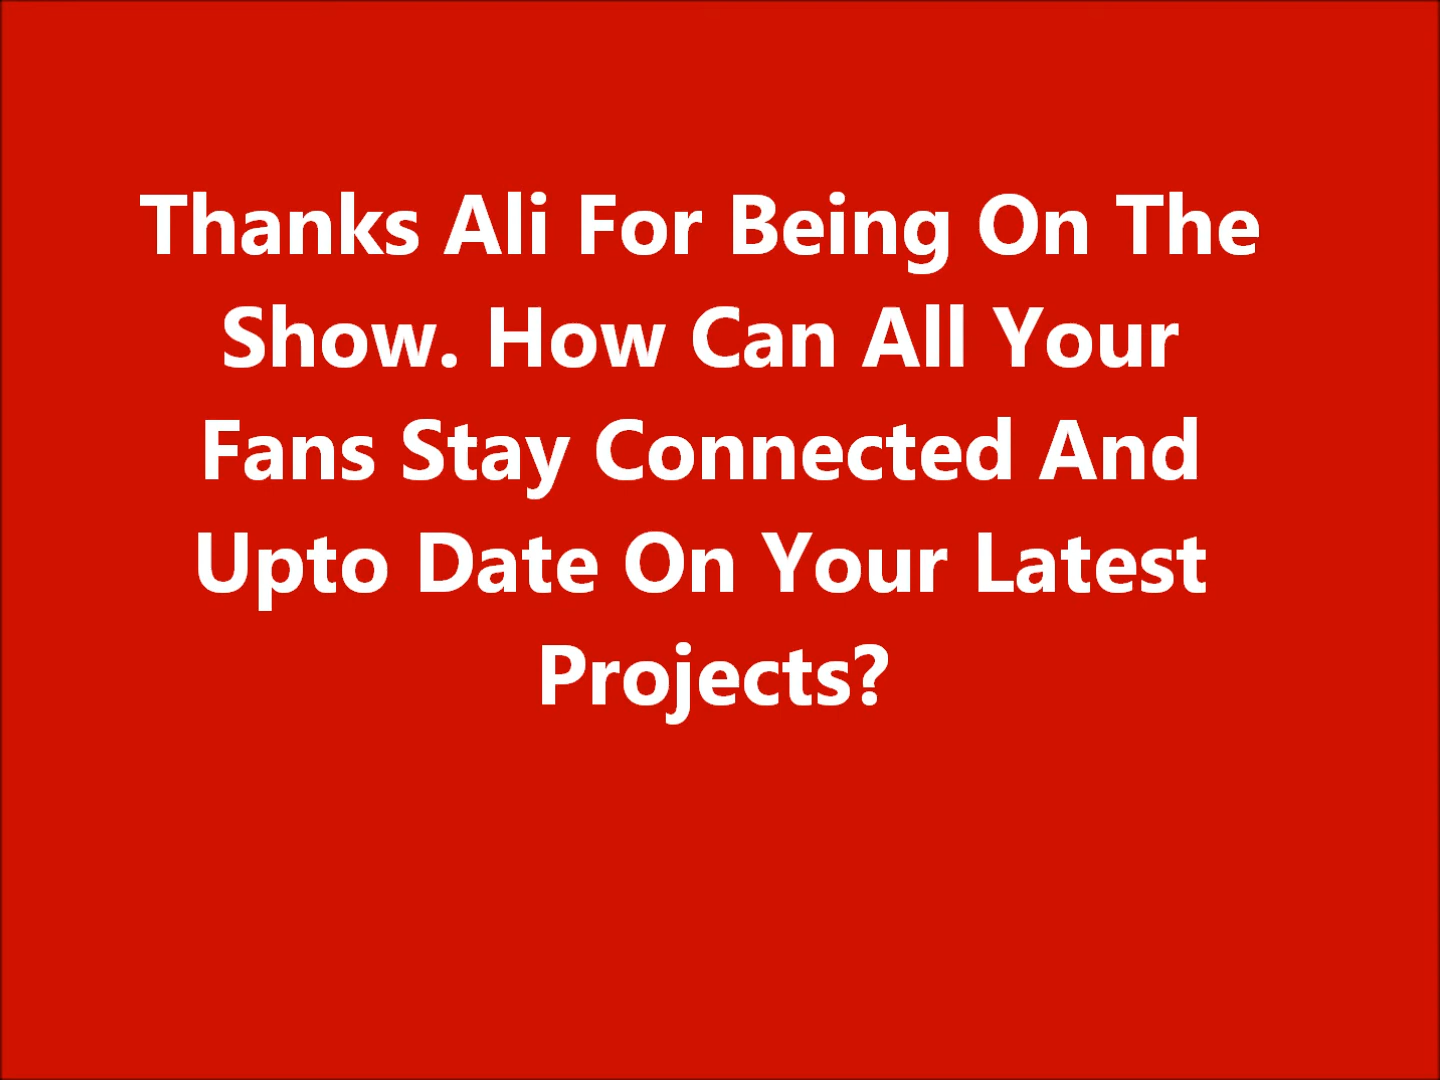 Thanks Ali For Being On The
Show. How Can All Your
Fans Stay Connected And
Upto Date On Your Latest
Projects?